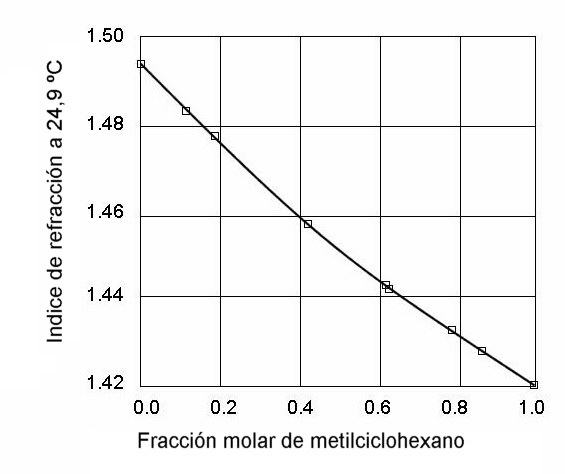 1.50
1.48
1.46
1.44
1.42
Indice de refracción a 24,9 ºC
0.0 0.2 0.4 0.6 0.8 1.0
Fracción molar de metilciclohexano